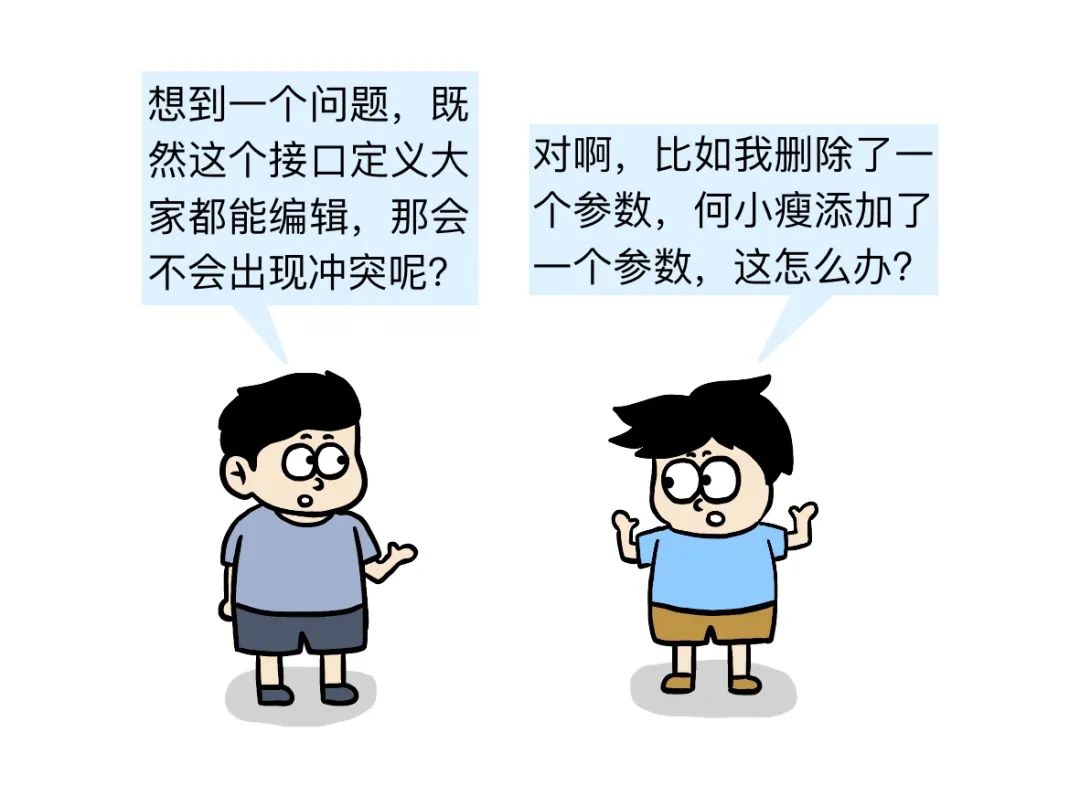 想到一个问题，既
然这个接口定义大
家都能编辑，那会
不会出现冲突呢？
对啊，比如我删除了一
个参数，何小瘦添加了
一个参数，这怎么办？